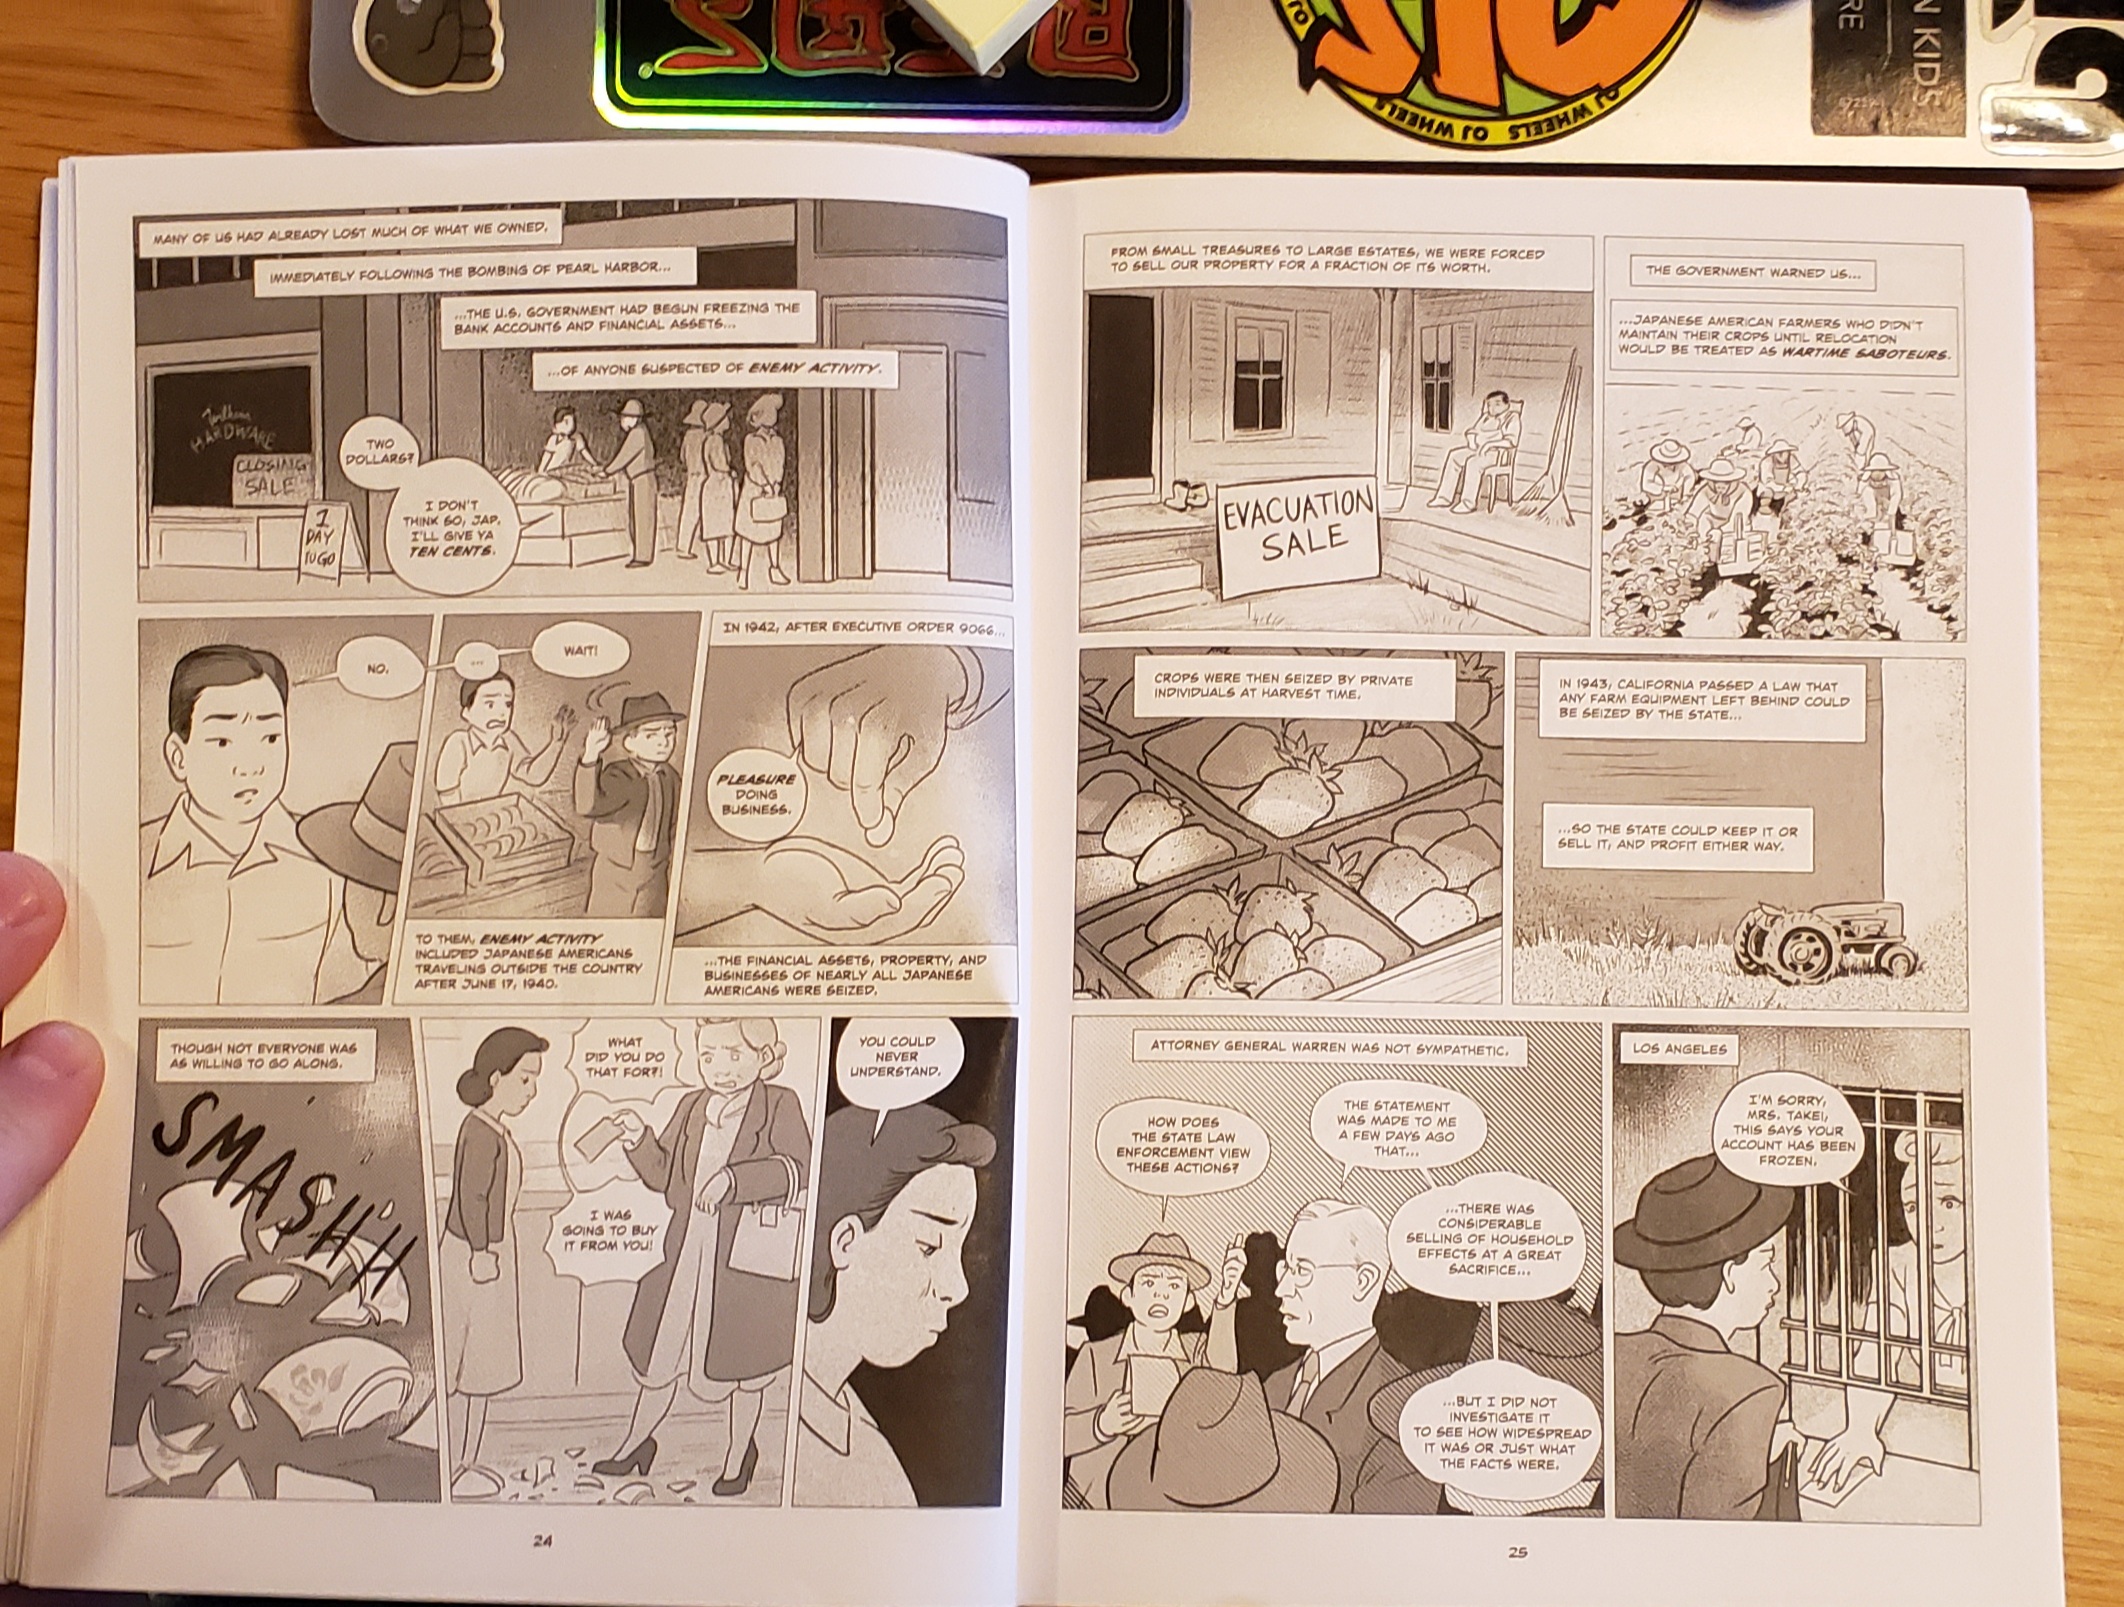 OJ WHEELS OJ WHEELS
N KIDS
RE
MANY OF US HAD ALREADY LOST MUCH OF WHAT WE OWNED.
IMMEDIATELY FOLLOWING THE BOMBING OF PEARL HARBOR...
...THE U.S. GOVERNMENT HAD BEGUN FREEZING THE
BANK ACCOUNTS AND FINANCIAL ASSETS...
...OF ANYONE SUSPECTED OF ENEMY ACTIVITY.
HARDWARE
CLOSING
SALE
1
DAY
TO GO
TWO
DOLLARS?
I DON'T
THINK SO, JAP.
I'LL GIVE YA
TEN CENTS.
NO.
...
WAIT!
TO THEM, ENEMY ACTIVITY
INCLUDED JAPANESE AMERICANS
TRAVELING OUTSIDE THE COUNTRY
AFTER JUNE 17, 1940.
IN 1942, AFTER EXECUTIVE ORDER 9066...
PLEASURE
DOING
BUSINESS.
...THE FINANCIAL ASSETS, PROPERTY, AND
BUSINESSES OF NEARLY ALL JAPANESE
AMERICANS WERE SEIZED.
THOUGH NOT EVERYONE WAS
AS WILLING TO GO ALONG.
SMASHH
WHAT
DID YOU DO
THAT FOR?!
I WAS
GOING TO BUY
IT FROM YOU!
YOU COULD
NEVER
UNDERSTAND.
24
FROM SMALL TREASURES TO LARGE ESTATES, WE WERE FORCED
TO SELL OUR PROPERTY FOR A FRACTION OF ITS WORTH.
EVACUATION
SALE
THE GOVERNMENT WARNED US...
...JAPANESE AMERICAN FARMERS WHO DIDN'T
MAINTAIN THEIR CROPS UNTIL RELOCATION
WOULD BE TREATED AS WARTIME SABOTEURS.
CROPS WERE THEN SEIZED BY PRIVATE
INDIVIDUALS AT HARVEST TIME.
IN 1943, CALIFORNIA PASSED A LAW THAT
ANY FARM EQUIPMENT LEFT BEHIND COULD
BE SEIZED BY THE STATE...
...SO THE STATE COULD KEEP IT OR
SELL IT, AND PROFIT EITHER WAY.
ATTORNEY GENERAL WARREN WAS NOT SYMPATHETIC.
HOW DOES
THE STATE LAW
ENFORCEMENT VIEW
THESE ACTIONS?
THE STATEMENT
WAS MADE TO ME
A FEW DAYS AGO
THAT...
...THERE WAS
CONSIDERABLE
SELLING OF HOUSEHOLD
EFFECTS AT A GREAT
SACRIFICE...
...BUT I DID NOT
INVESTIGATE IT
TO SEE HOW WIDESPREAD
IT WAS OR JUST WHAT
THE FACTS WERE.
LOS ANGELES
I'M SORRY,
MRS. TAKEI,
THIS SAYS YOUR
ACCOUNT HAS BEEN
FROZEN.
25